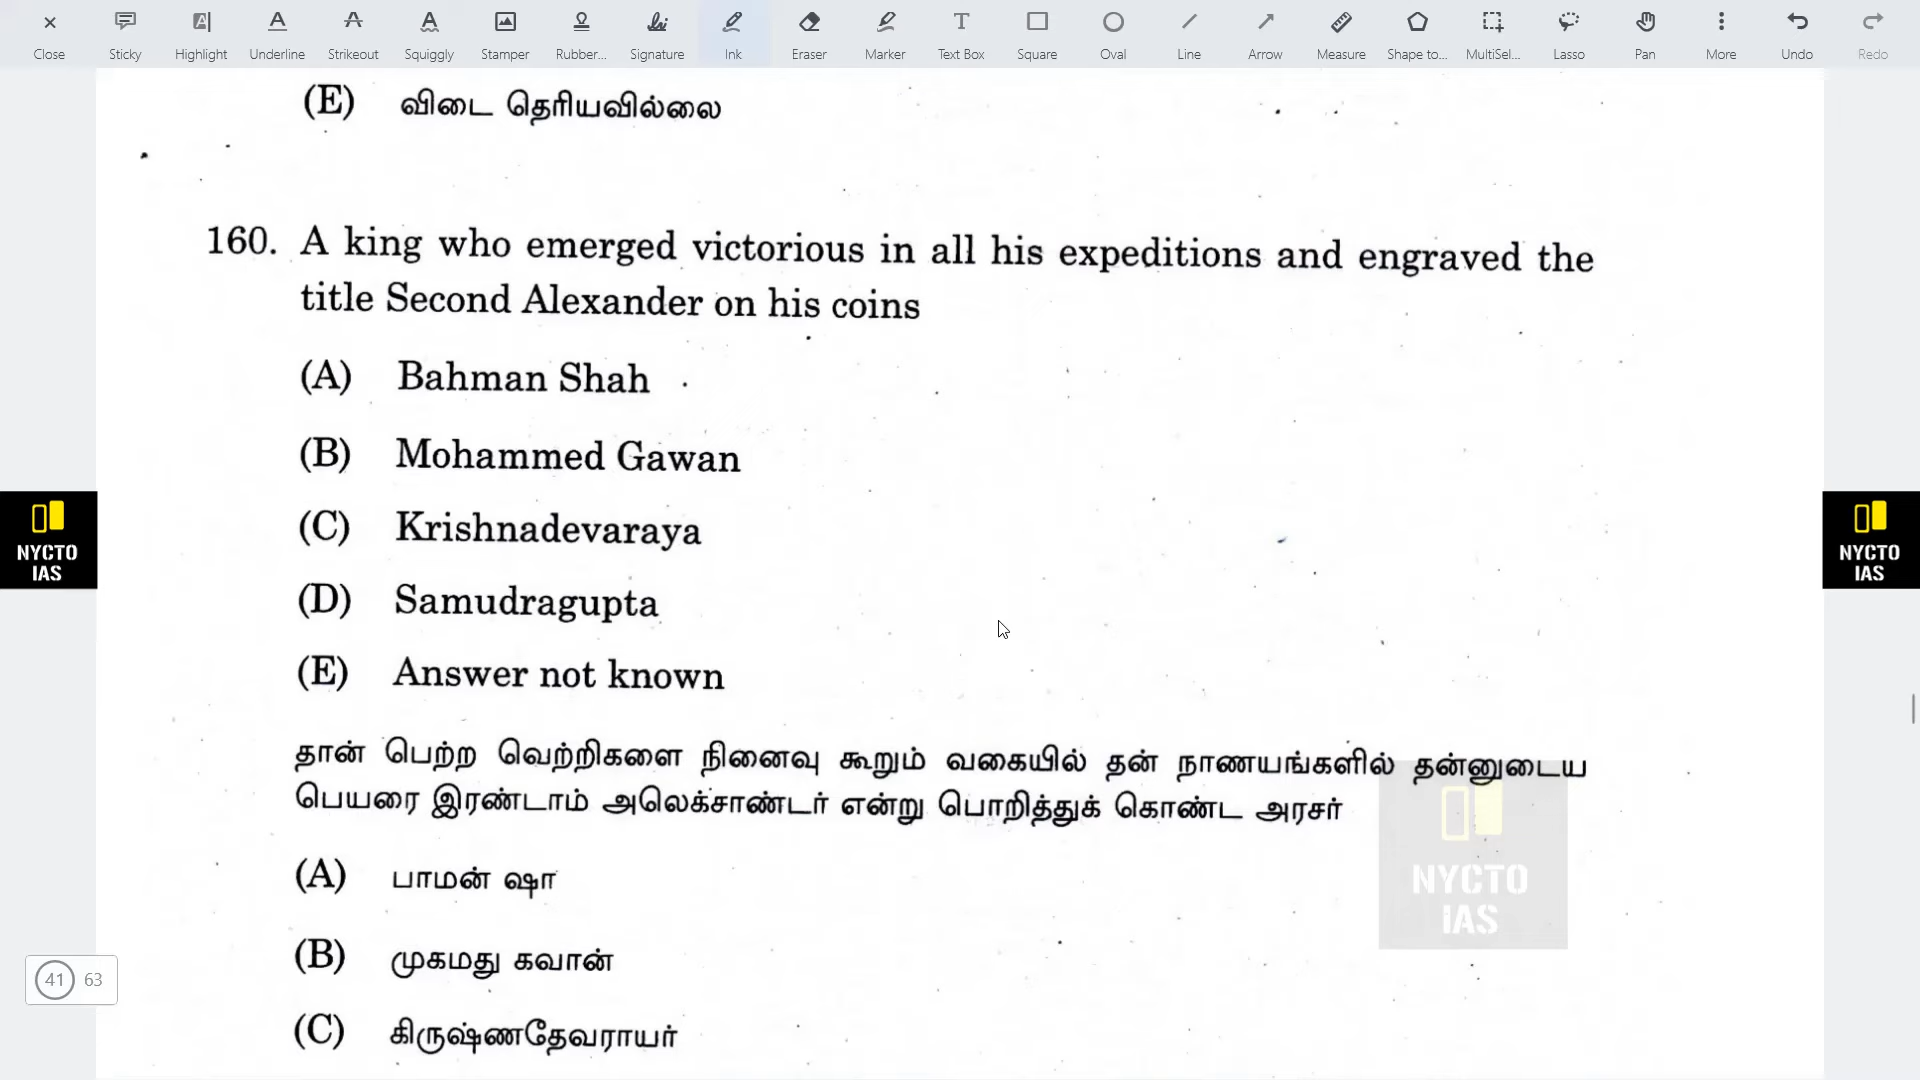 Close Sticky Highlight Underline Strikeout Squiggly Stamper Rubber... Signature Ink Eraser Marker Text Box Square Oval Line Arrow Measure Shape to... MultiSel... Lasso Pan More Undo Redo
(E) விடை தெரியவில்லை
160. A king who emerged victorious in all his expeditions and engraved the
title Second Alexander on his coins
(A) Bahman Shah
(B) Mohammed Gawan
(C) Krishnadevaraya
(D) Samudragupta
(E) Answer not known
தான் பெற்ற வெற்றிகளை நினைவு கூறும் வகையில் தன் நாணயங்களில் தன்னுடைய
பெயரை இரண்டாம் அலெக்சாண்டர் என்று பொறித்துக் கொண்ட அரசர்
(A) பாமன் ஷா
(B) முகமது கவான்
(C) கிருஷ்ணதேவராயர்
NYCTO
IAS
NYCTO
IAS
NYCTO
IAS
41 63